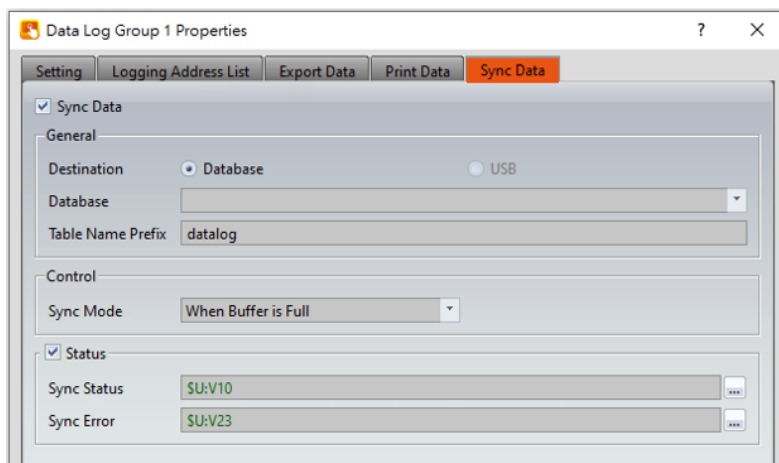 Data Log Group 1 Properties ?
Setting Logging Address List Export Data Print Data Sync Data
Sync Data
General
Destination Database USB
Database
Table Name Prefix datalog
Control
Sync Mode When Buffer is Full
Status
Sync Status $U:V10 ...
Sync Error $U:V23 ...